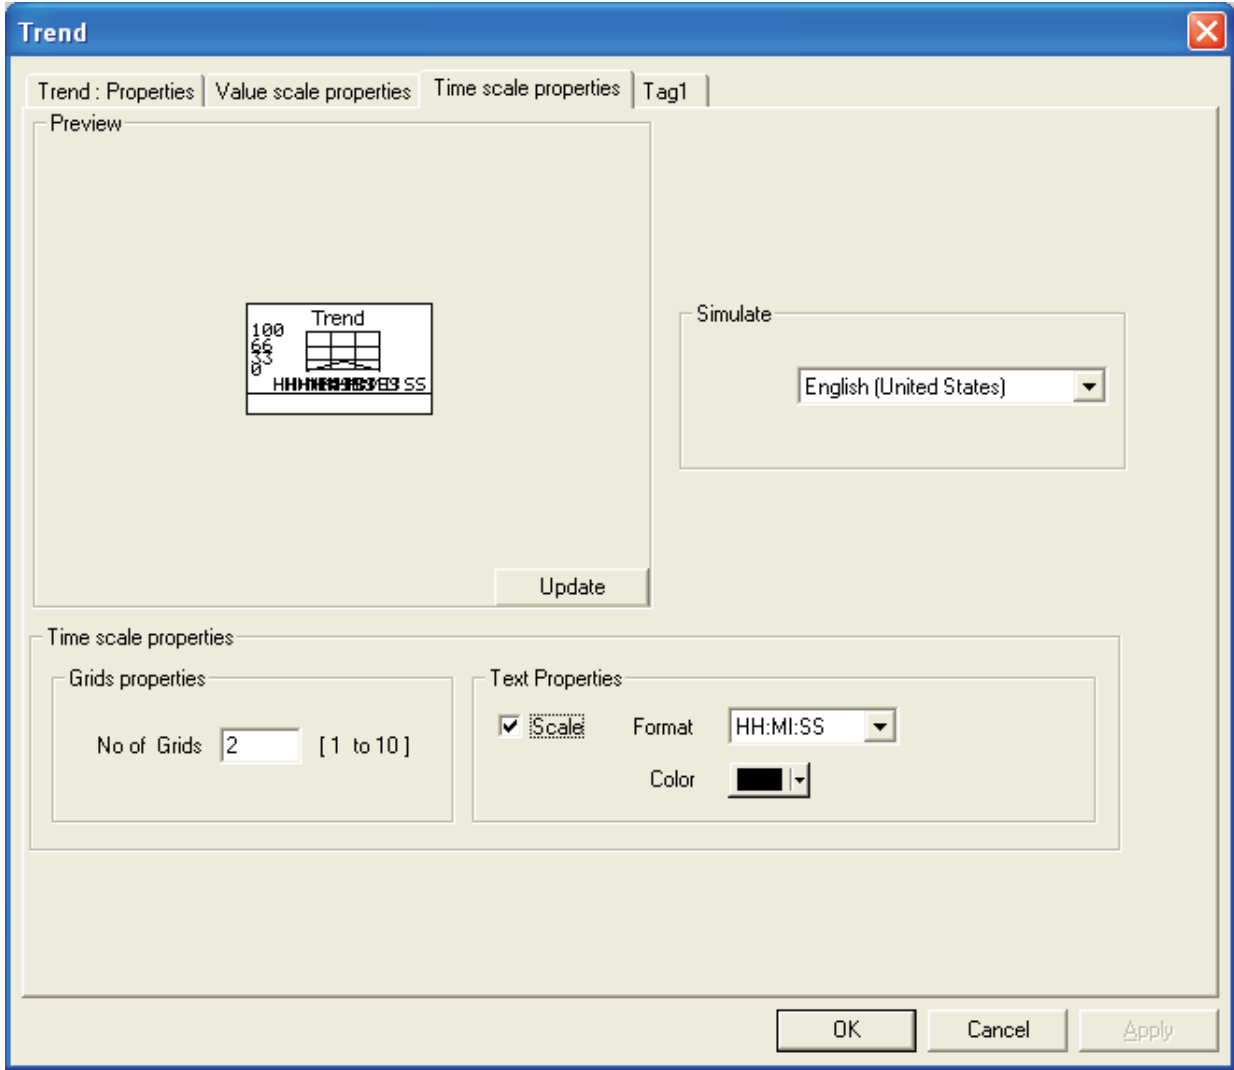 Trend
Trend : Properties
Value scale properties
Time scale properties
Tag1
Preview
Trend
100
66
33
0
SS
Update
Simulate
English (United States)
Time scale properties
Grids properties
No of Grids 2 [ 1 to 10 ]
Text Properties
Scale Format HH:MI:SS
Color
OK Cancel Apply